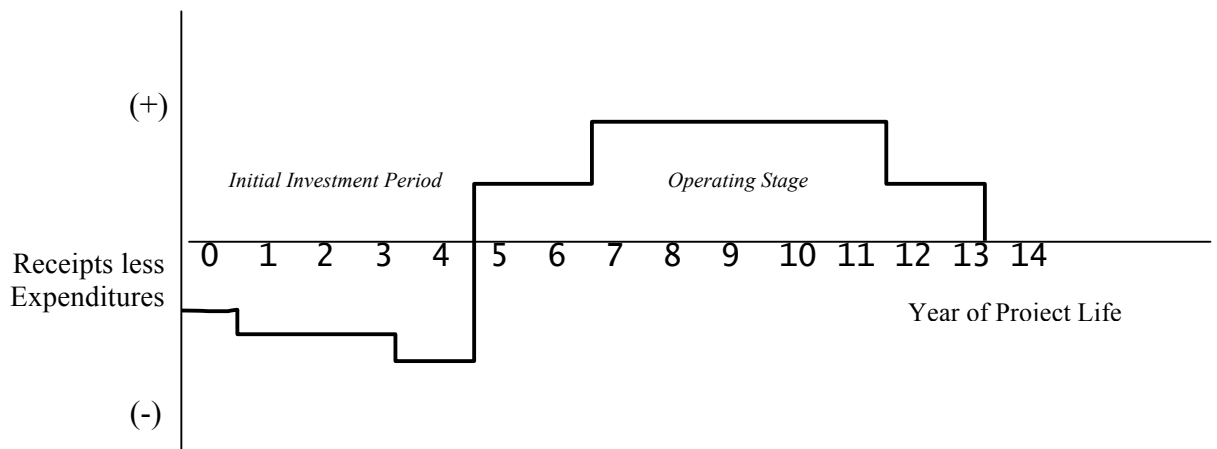 (+)
Initial Investment Period
Operating Stage
0 1 2 3 4 5 6 7 8 9 10 11 12 13 14
Receipts less
Expenditures
Year of Proiect Life
(-)